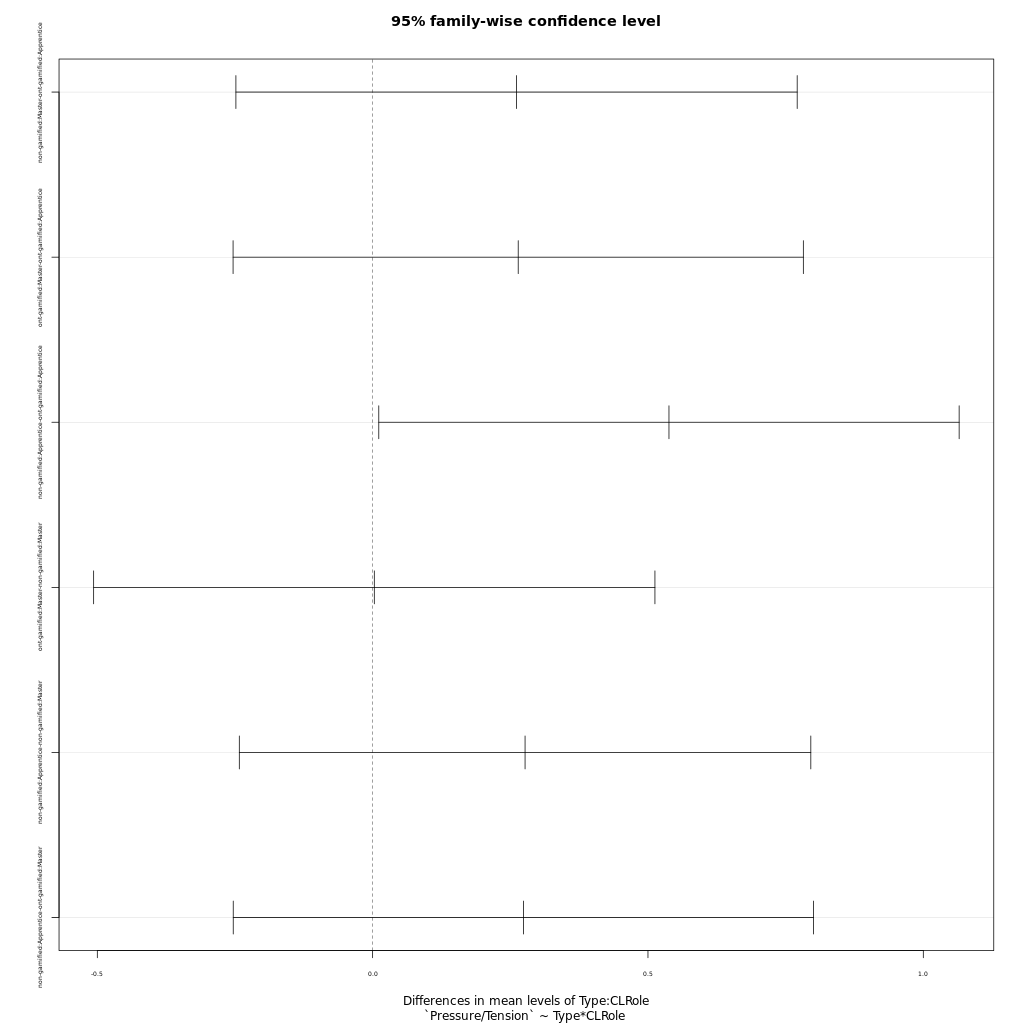 95% family-wise confidence level
non-gamified:Master-ont-gamified:Apprentice
ont-gamified:Master-ont-gamified:Apprentice
non-gamified:Apprentice-ont-gamified:Apprentice
ont-gamified:Master-non-gamified:Master
non-gamified:Apprentice-non-gamified:Master
non-gamified:Apprentice-ont-gamified:Master
-0.5 0.0 0.5 1.0
Differences in mean levels of Type:CLRole
`Pressure/Tension` ~ Type*CLRole